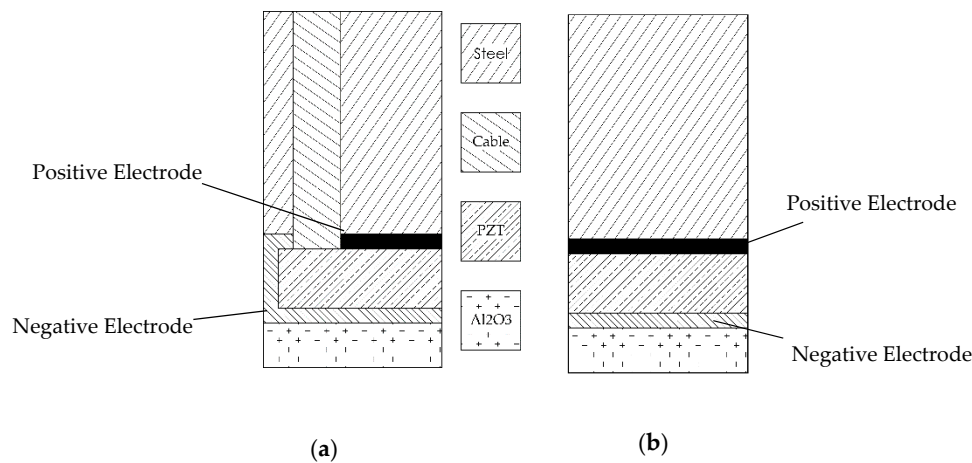 Steel
Cable
PZT
Al2O3
Positive Electrode
Negative Electrode
Positive Electrode
Negative Electrode
(a)
(b)